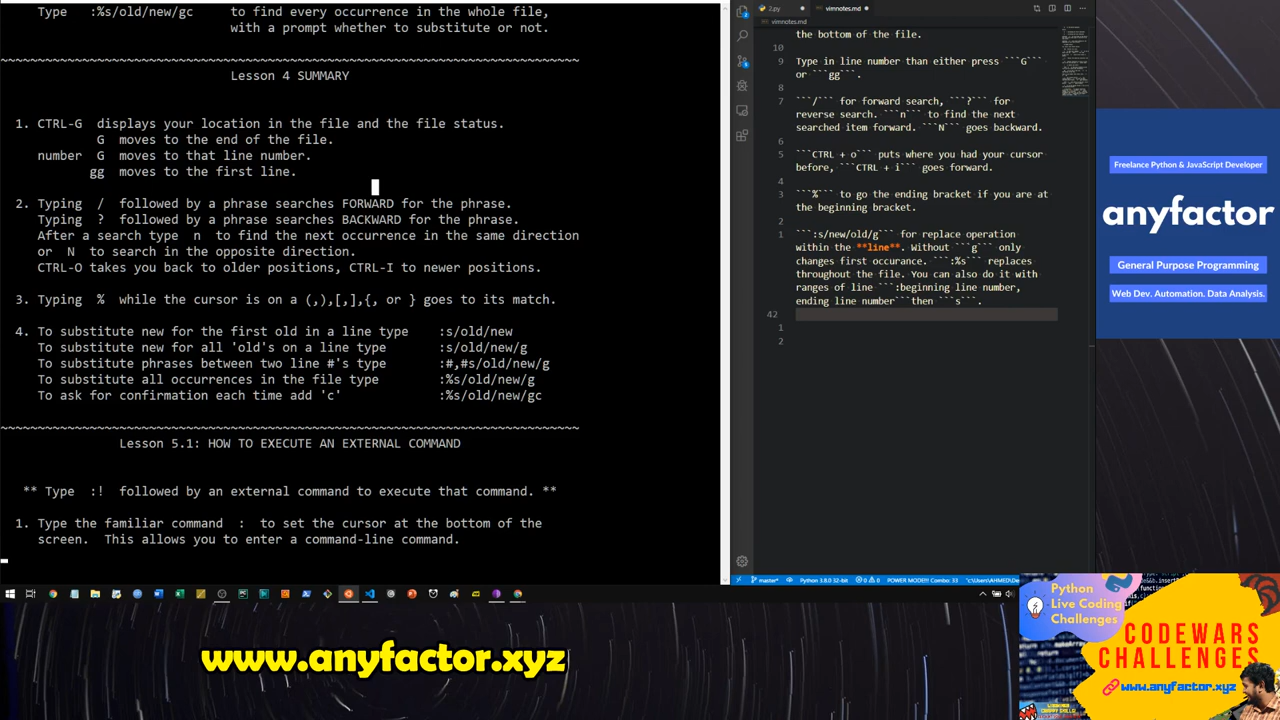 Type  :%s/old/new/gc     to find every occurrence in the whole file,
with a prompt whether to substitute or not.
~~~~~~~~~~~~~~~~~~~~~~~~~~~~~~~~~~~~~~~~~~~~~~~~~~~~~~~~~~~~~~~~~~~~~~~~~~~~~~
Lesson 4 SUMMARY
1. CTRL-G  displays your location in the file and the file status.
G  moves to the end of the file.
number  G  moves to that line number.
gg  moves to the first line.
2. Typing  /  followed by a phrase searches FORWARD for the phrase.
Typing  ?  followed by a phrase searches BACKWARD for the phrase.
After a search type  n  to find the next occurrence in the same direction
or  N  to search in the opposite direction.
CTRL-O takes you back to older positions, CTRL-I to newer positions.
3. Typing  %  while the cursor is on a (,),[,],{, or } goes to its match.
4. To substitute new for the first old in a line type    :s/old/new
To substitute new for all 'old's on a line type       :s/old/new/g
To substitute phrases between two line #'s type       :#,#s/old/new/g
To substitute all occurrences in the file type        :%s/old/new/g
To ask for confirmation each time add 'c'             :%s/old/new/gc
~~~~~~~~~~~~~~~~~~~~~~~~~~~~~~~~~~~~~~~~~~~~~~~~~~~~~~~~~~~~~~~~~~~~~~~~~~~~~~
Lesson 5.1: HOW TO EXECUTE AN EXTERNAL COMMAND
** Type  :!  followed by an external command to execute that command. **
1. Type the familiar command  :  to set the cursor at the bottom of the
screen.  This allows you to enter a command-line command.
2.py
vimnotes.md
vimnotes.md
the bottom of the file.
10
9 Type in line number than either press ```G```
or ```gg```.
8
7 ```/``` for forward search, ```?``` for
reverse search. ```n``` to find the next
searched item forward. ```N``` goes backward.
6
5 ```CTRL + o``` puts where you had your cursor
before, ```CTRL + i``` goes forward.
4
3 ```%``` to go the ending bracket if you are at
the beginning bracket.
2
1 ```:s/new/old/g``` for replace operation
within the **line**. Without ```g``` only
changes first occurance. ```:%s``` replaces
throughout the file. You can also do it with
ranges of line ```:beginning line number,
ending line number```then ```s```.
42
1
2
master* Python 3.8.0 32-bit 0 0 POWER MODE!!! Combo: 33 "c:\Users\AHMED\De
Freelance Python & JavaScript Developer
anyfactor
General Purpose Programming
Web Dev. Automation. Data Analysis.
Python
Live Coding
Challenges
CODEWARS
CHALLENGES
www.anyfactor.xyz
www.anyfactor.xyz